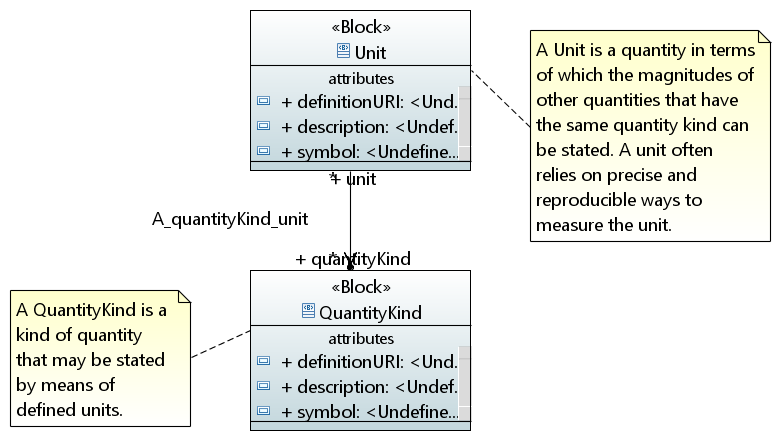 «Block»
Unit
attributes
+ definitionURI: <Und...
+ description: <Undef...
+ symbol: <Undefine...
A Unit is a quantity in terms
of which the magnitudes of
other quantities that have
the same quantity kind can
be stated. A unit often
relies on precise and
reproducible ways to
measure the unit.
+ unit
*
A_quantityKind_unit
+ quantityKind
*
«Block»
QuantityKind
attributes
+ definitionURI: <Und...
+ description: <Undef...
+ symbol: <Undefine...
A QuantityKind is a
kind of quantity
that may be stated
by means of
defined units.